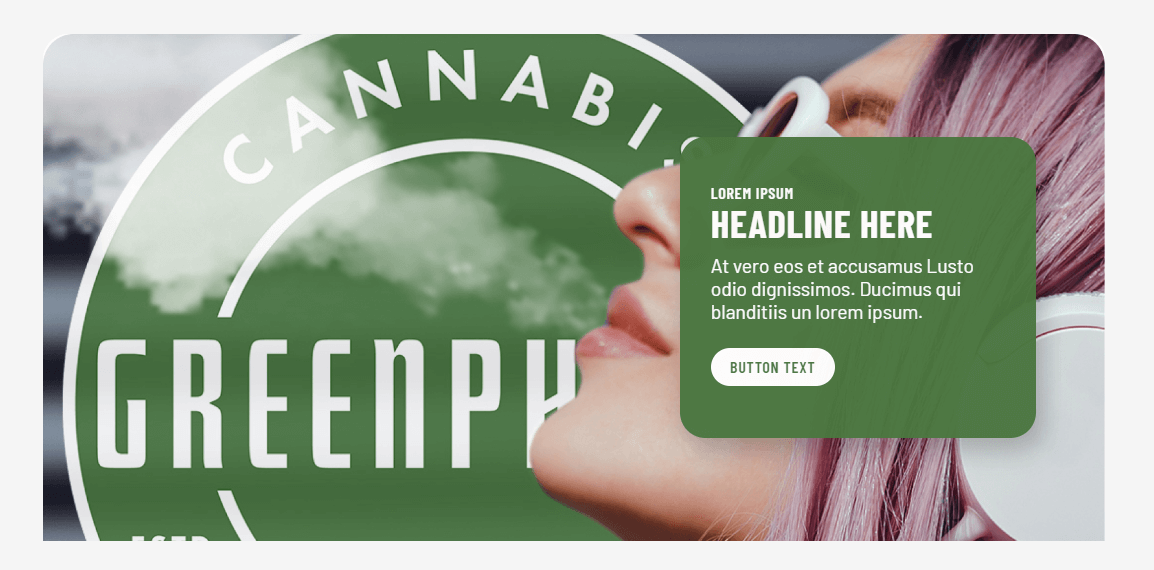 CANNABI
GREENPH
LOREM IPSUM
HEADLINE HERE
At vero eos et accusamus Lusto
odio dignissimos. Ducimus qui
blanditiis un lorem ipsum.
BUTTON TEXT